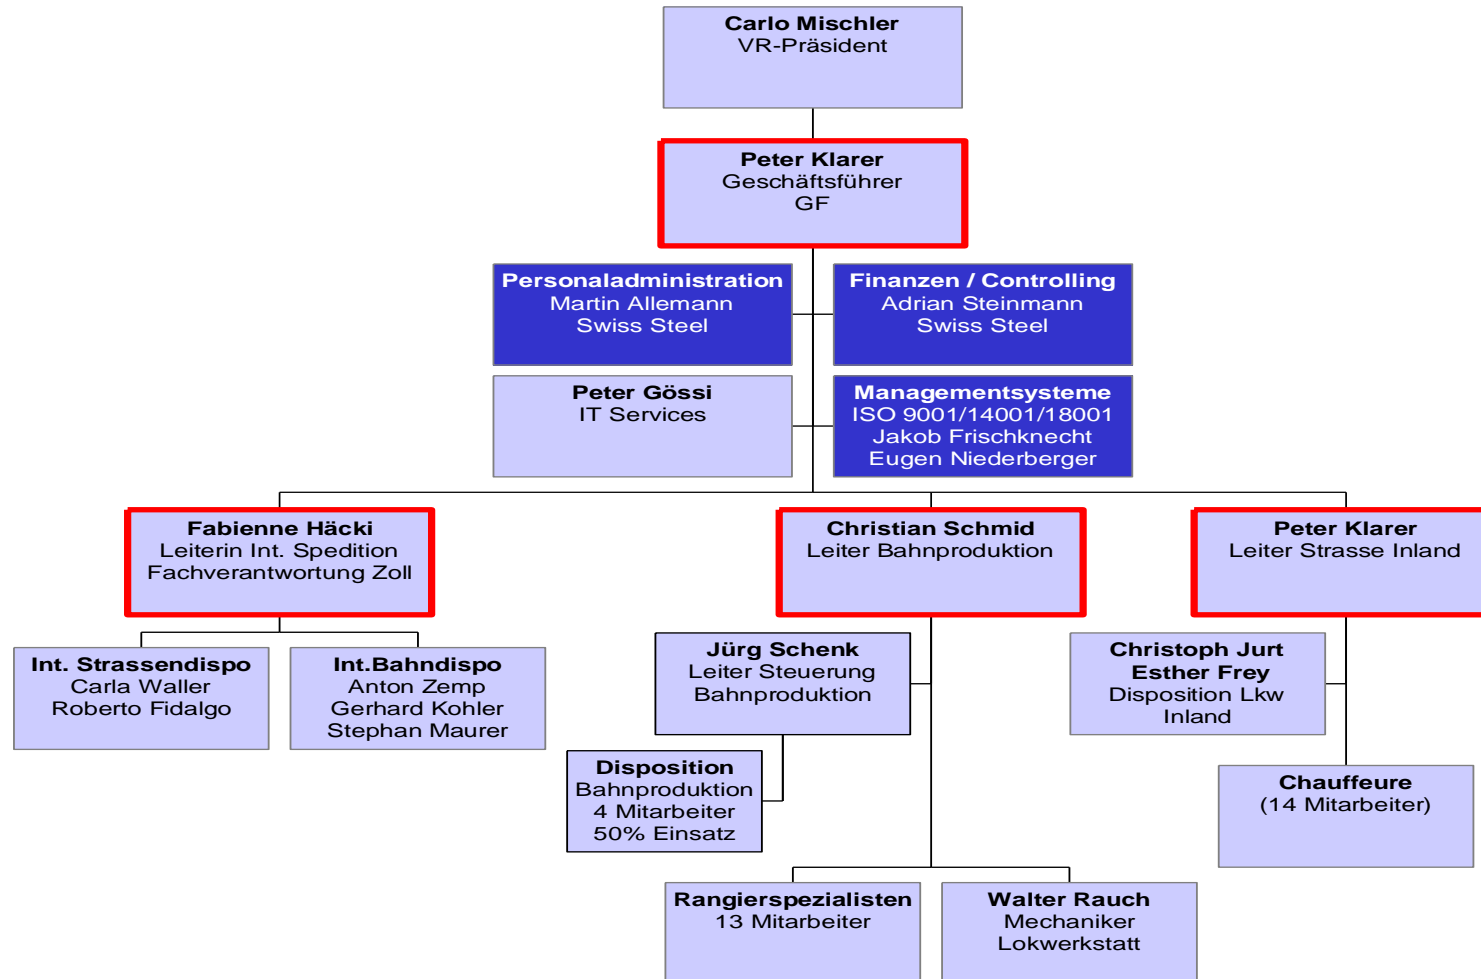 Carlo Mischler
VR-Präsident
Peter Klarer
Geschäftsführer
GF
Personaladministration
Martin Allemann
Swiss Steel
Finanzen / Controlling
Adrian Steinmann
Swiss Steel
Peter Gössi
IT Services
Managementsysteme
ISO 9001/14001/18001
Jakob Frischknecht
Eugen Niederberger
Fabienne Häcki
Leiterin Int. Spedition
Fachverantwortung Zoll
Christian Schmid
Leiter Bahnproduktion
Peter Klarer
Leiter Strasse Inland
Int. Strassendispo
Carla Waller
Roberto Fidalgo
Int.Bahndispo
Anton Zemp
Gerhard Kohler
Stephan Maurer
Jürg Schenk
Leiter Steuerung
Bahnproduktion
Christoph Jurt
Esther Frey
Disposition Lkw
Inland
Disposition
Bahnproduktion
4 Mitarbeiter
50% Einsatz
Chauffeure
(14 Mitarbeiter)
Rangierspezialisten
13 Mitarbeiter
Walter Rauch
Mechaniker
Lokwerkstatt